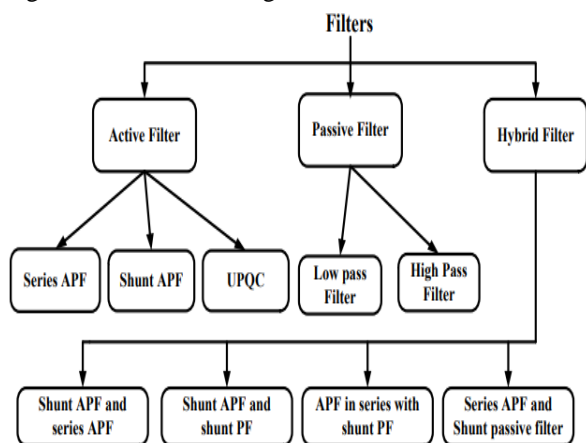 Filters
Active Filter
Passive Filter
Hybrid Filter
Series APF
Shunt APF
UPQC
Low pass
Filter
High Pass
Filter
Shunt APF and
series APF
Shunt APF and
shunt PF
APF in series with
shunt PF
Series APF and
Shunt passive filter